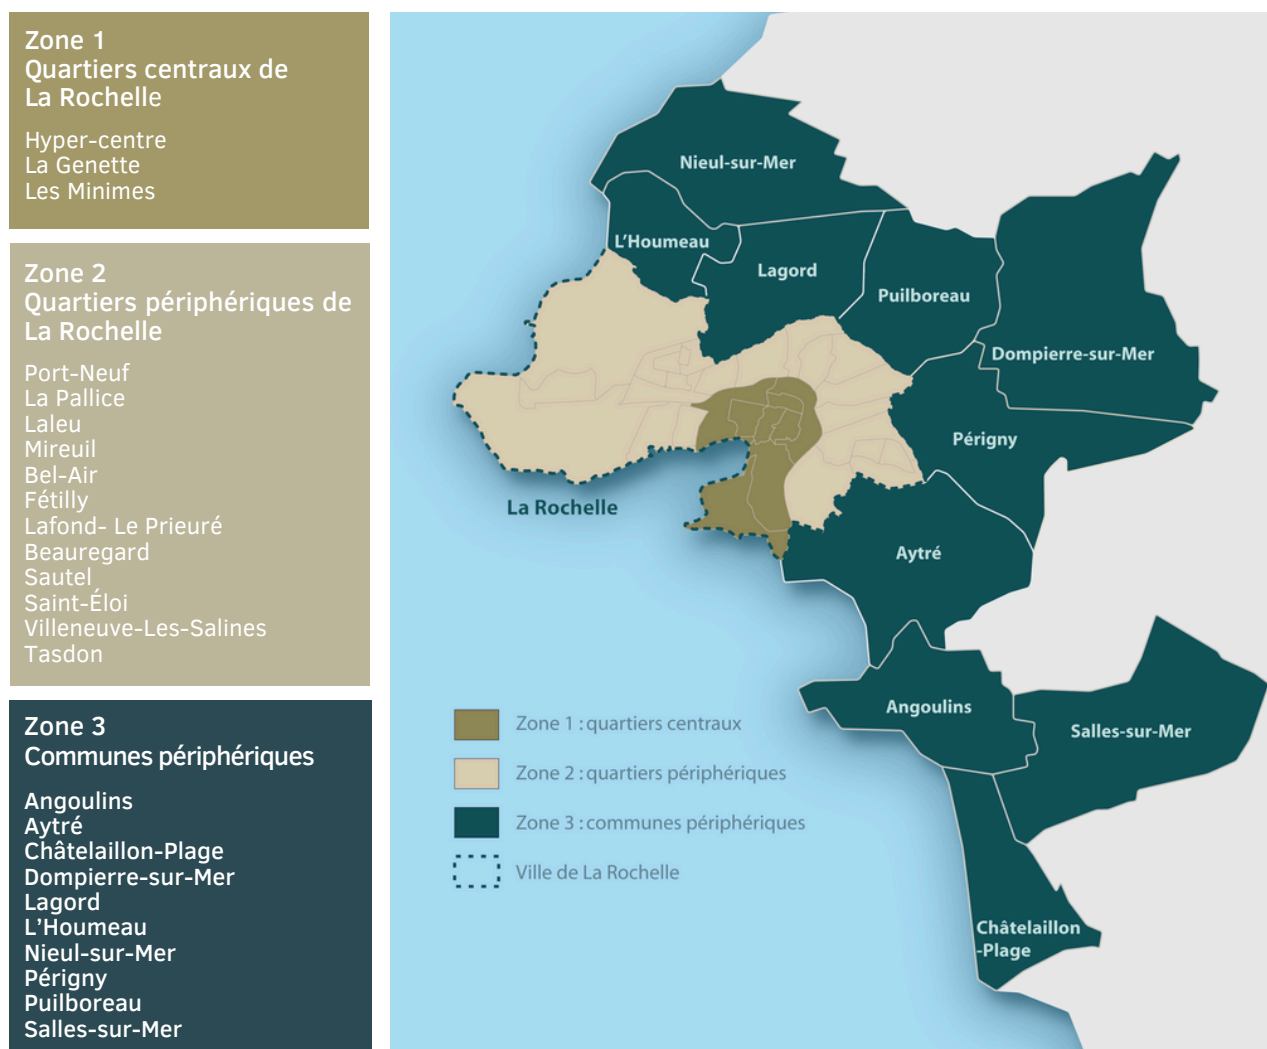 Zone 1
Quartiers centraux de
La Rochelle
Hyper-centre
La Genette
Les Minimes
Zone 2
Quartiers périphériques de
La Rochelle
Port-Neuf
La Pallice
Laleu
Mireuil
Bel-Air
Fétilly
Lafond- Le Prieuré
Beauregard
Sautel
Saint-Éloi
Villeneuve-Les-Salines
Tasdon
Zone 3
Communes périphériques
Angoulins
Aytré
Châtelaillon-Plage
Dompierre-sur-Mer
Lagord
L’Houmeau
Nieul-sur-Mer
Périgny
Puilboreau
Salles-sur-Mer
Nieul-sur-Mer
L’Houmeau
Lagord
Puilboreau
Dompierre-sur-Mer
Périgny
La Rochelle
Aytré
Angoulins
Salles-sur-Mer
Châtelaillon
-Plage
Zone 1 : quartiers centraux
Zone 2 : quartiers périphériques
Zone 3 : communes périphériques
Ville de La Rochelle